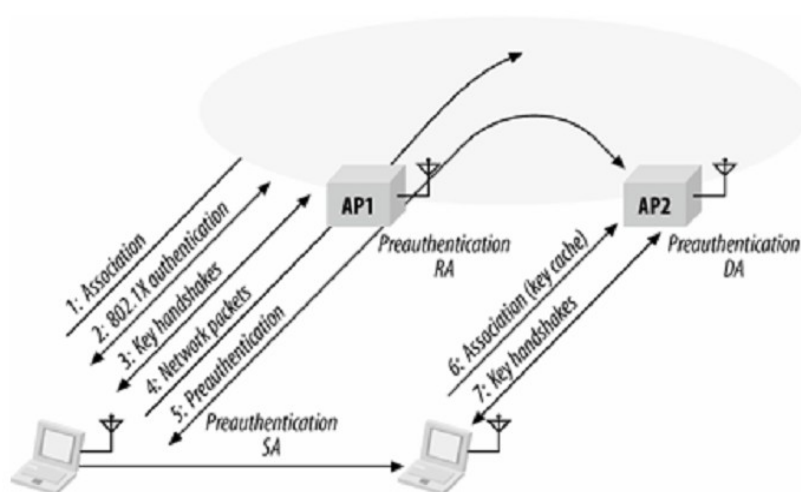 AP1
AP2
Preauthentication
RA
Preauthentication
DA
1: Association
2: 802.1X authentication
3: Key handshakes
4: Network packets
5: Preauthentication
6: Association (key cache)
7: Key handshakes
Preauthentication
SA